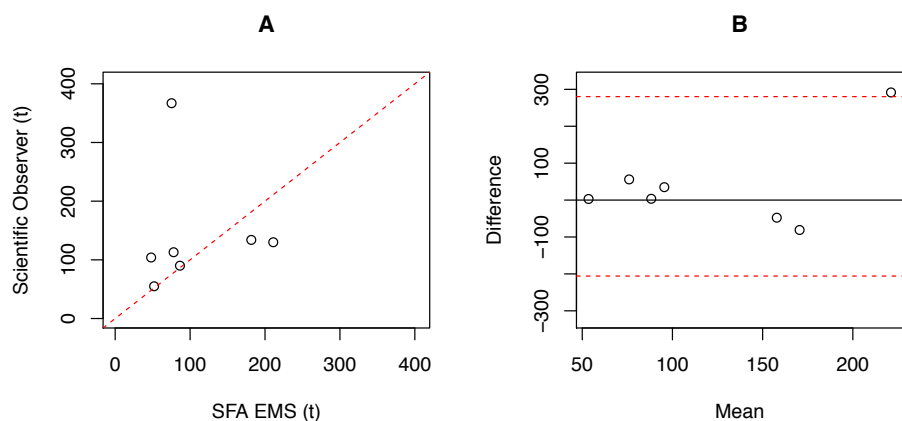 A
Scientific Observer (t)
400
300
200
100
0
0 100 200 300 400
SFA EMS (t)
B
Difference
300
100
−100
−300
50 100 150 200
Mean